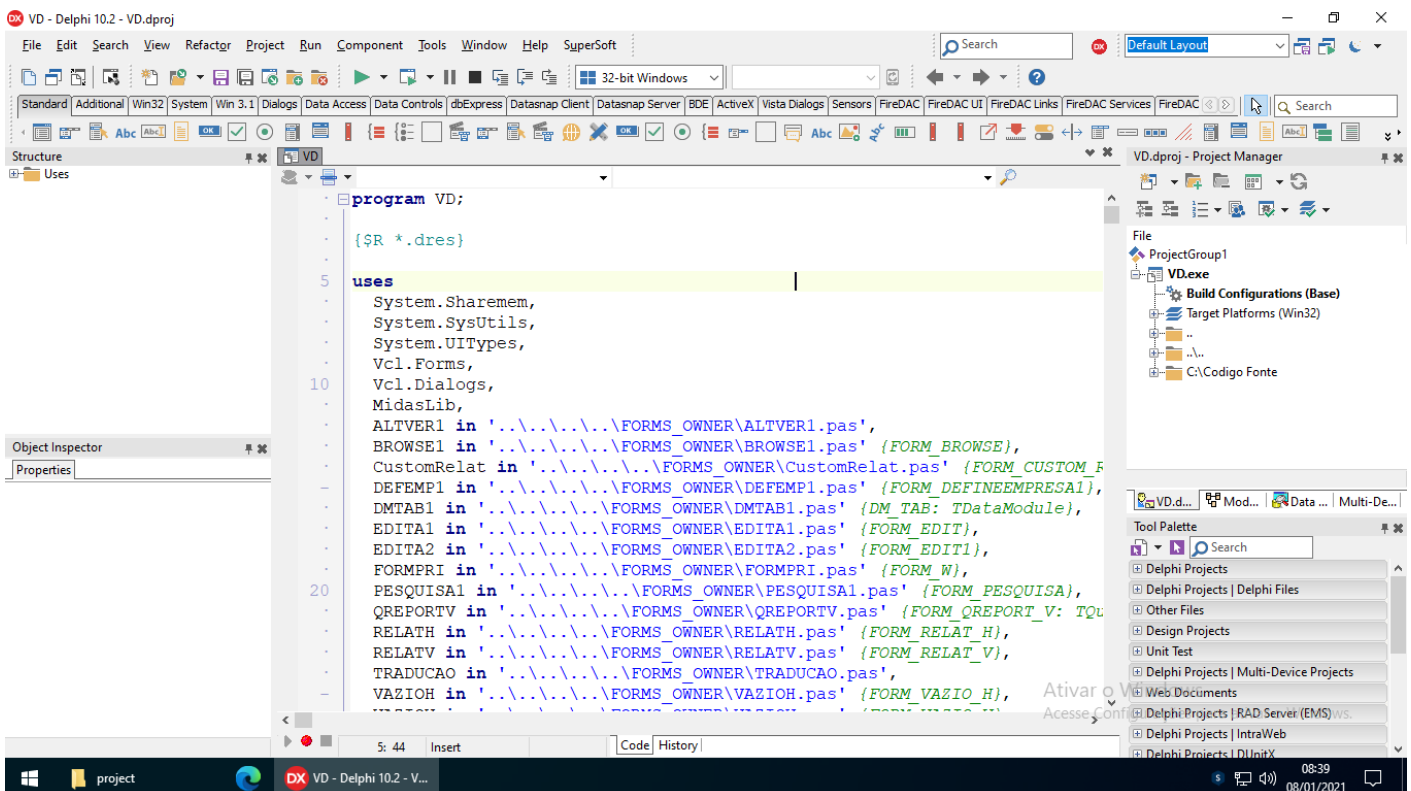 DX VD - Delphi 10.2 - VD.dproj
File Edit Search View Refactor Project Run Component Tools Window Help SuperSoft
Search
DX
Default Layout
32-bit Windows
Standard Additional Win32 System Win 3.1 Dialogs Data Access Data Controls dbExpress Datasnap Client Datasnap Server BDE ActiveX Vista Dialogs Sensors FireDAC FireDAC UI FireDAC Links FireDAC Services FireDAC
Search
Structure
Uses
VD
program VD;
{$R *.dres}
5 uses
System.Sharemem,
System.SysUtils,
System.UITypes,
Vcl.Forms,
10 Vcl.Dialogs,
MidasLib,
ALTVER1 in '..\..\..\..\FORMS_OWNER\ALTVER1.pas',
BROWSE1 in '..\..\..\..\FORMS_OWNER\BROWSE1.pas' {FORM_BROWSE},
CustomRelat in '..\..\..\..\FORMS_OWNER\CustomRelat.pas' {FORM_CUSTOM_R
DEFEMP1 in '..\..\..\..\FORMS_OWNER\DEFEMP1.pas' {FORM_DEFINEEMPRESA1},
DMTAB1 in '..\..\..\..\FORMS_OWNER\DMTAB1.pas' {DM_TAB: TDataModule},
EDITA1 in '..\..\..\..\FORMS_OWNER\EDITA1.pas' {FORM_EDIT},
EDITA2 in '..\..\..\..\FORMS_OWNER\EDITA2.pas' {FORM_EDIT1},
FORMPRI in '..\..\..\..\FORMS_OWNER\FORMPRI.pas' {FORM_W},
20 PESQUISA1 in '..\..\..\..\FORMS_OWNER\PESQUISA1.pas' {FORM_PESQUISA},
QREPORTV in '..\..\..\..\FORMS_OWNER\QREPORTV.pas' {FORM_QREPORT_V: TQu
RELATH in '..\..\..\..\FORMS_OWNER\RELATH.pas' {FORM_RELAT_H},
RELATV in '..\..\..\..\FORMS_OWNER\RELATV.pas' {FORM_RELAT_V},
TRADUCAO in '..\..\..\..\FORMS_OWNER\TRADUCAO.pas',
VAZIOH in '..\..\..\..\FORMS_OWNER\VAZIOH.pas' {FORM_VAZIO_H},
5: 44 Insert
Code History
Object Inspector
Properties
VD.dproj - Project Manager
File
ProjectGroup1
VD.exe
Build Configurations (Base)
Target Platforms (Win32)
..
..\..
C:\Codigo Fonte
VD.d... Mod... Data ... Multi-De...
Tool Palette
Search
Delphi Projects
Delphi Projects | Delphi Files
Other Files
Design Projects
Unit Test
Delphi Projects | Multi-Device Projects
Web Documents
Delphi Projects | RAD Server (EMS)
Delphi Projects | IntraWeb
Delphi Projects | DUnitX
Ativar o
Acesse
project
DX VD - Delphi 10.2 - V...
08:39
08/01/2021